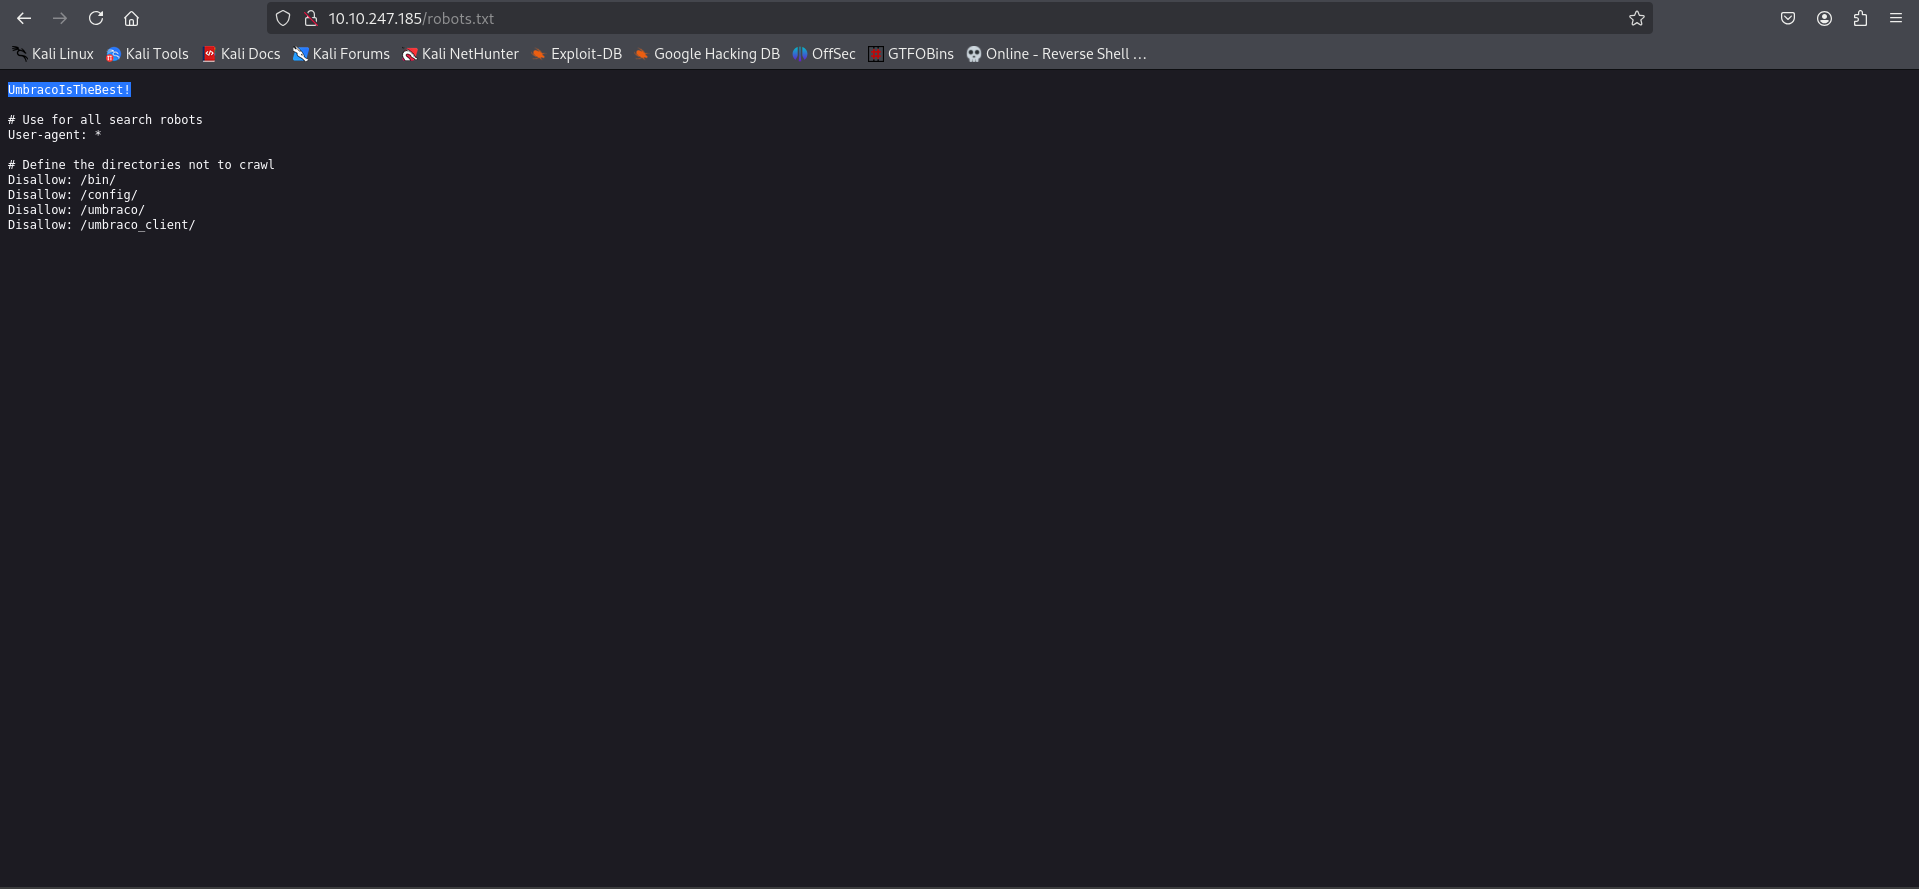 10.10.247.185/robots.txt
Kali Linux Kali Tools Kali Docs Kali Forums Kali NetHunter Exploit-DB Google Hacking DB OffSec GTFOBins Online - Reverse Shell …
UmbracoIsTheBest!
# Use for all search robots
User-agent: *
# Define the directories not to crawl
Disallow: /bin/
Disallow: /config/
Disallow: /umbraco/
Disallow: /umbraco_client/